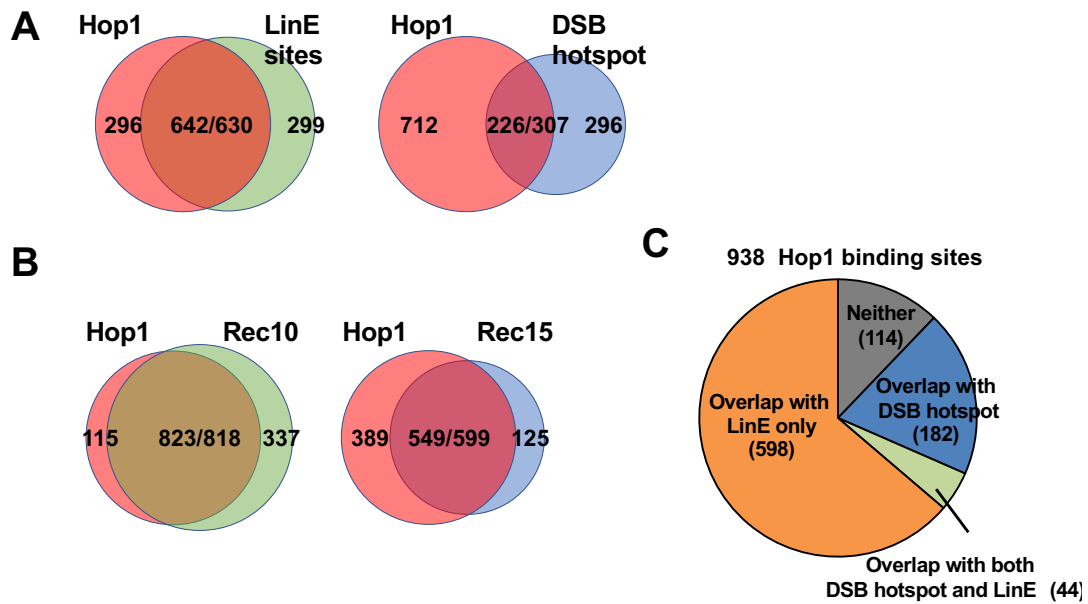 A
Hop1
LinE
sites
296
642/630
299
Hop1
DSB
hotspot
712
226/307
296
B
Hop1
Rec10
115
823/818
337
Hop1
Rec15
389
549/599
125
C
938 Hop1 binding sites
Neither
(114)
Overlap with
DSB hotspot
(182)
Overlap with
LinE only
(598)
Overlap with both
DSB hotspot and LinE (44)